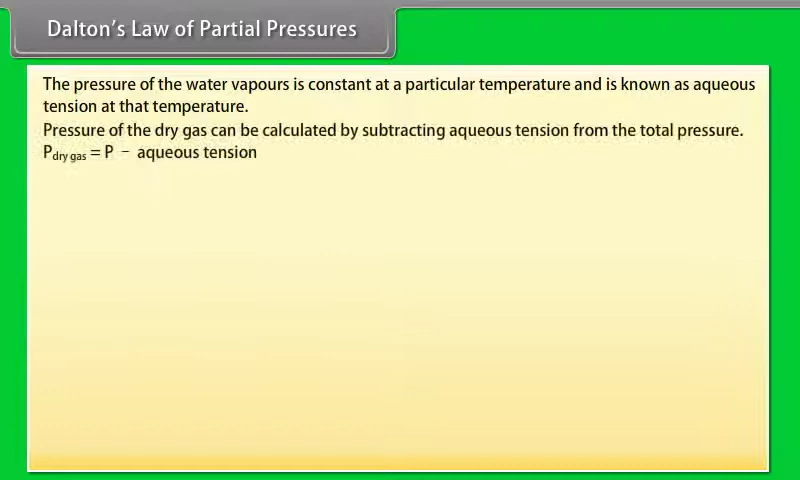 Dalton's Law of Partial Pressures
The pressure of the water vapours is constant at a particular temperature and is known as aqueous
tension at that temperature.
Pressure of the dry gas can be calculated by subtracting aqueous tension from the total pressure.
Pdry gas = P − aqueous tension